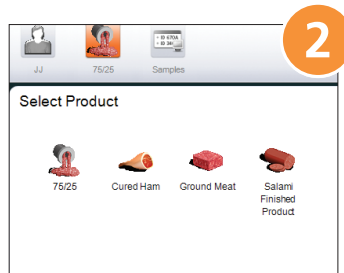 2
JJ
75/25
Samples
Select Product
75/25
Cured Ham
Ground Meat
Salami
Finished
Product